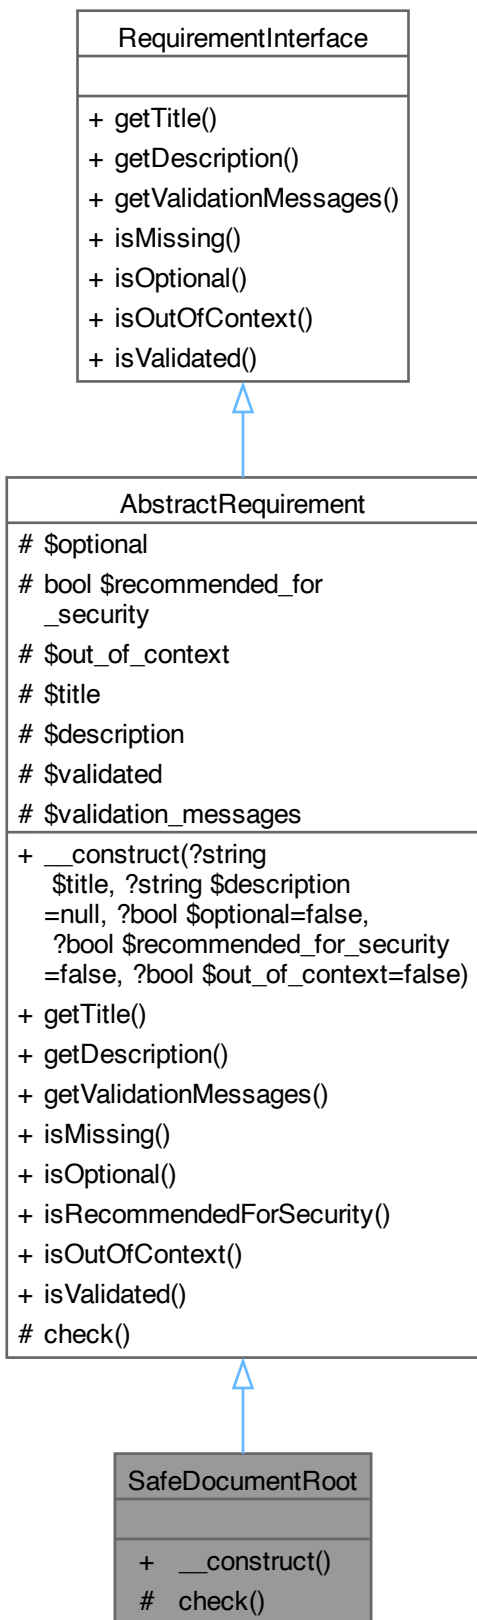 RequirementInterface
+ getTitle()
+ getDescription()
+ getValidationMessages()
+ isMissing()
+ isOptional()
+ isOutOfContext()
+ isValidated()
AbstractRequirement
# $optional
# bool $recommended_for
_security
# $out_of_context
# $title
# $description
# $validated
# $validation_messages
+ __construct(?string
$title, ?string $description
=null, ?bool $optional=false,
?bool $recommended_for_security
=false, ?bool $out_of_context=false)
+ getTitle()
+ getDescription()
+ getValidationMessages()
+ isMissing()
+ isOptional()
+ isRecommendedForSecurity()
+ isOutOfContext()
+ isValidated()
# check()
SafeDocumentRoot
+ __construct()
# check()